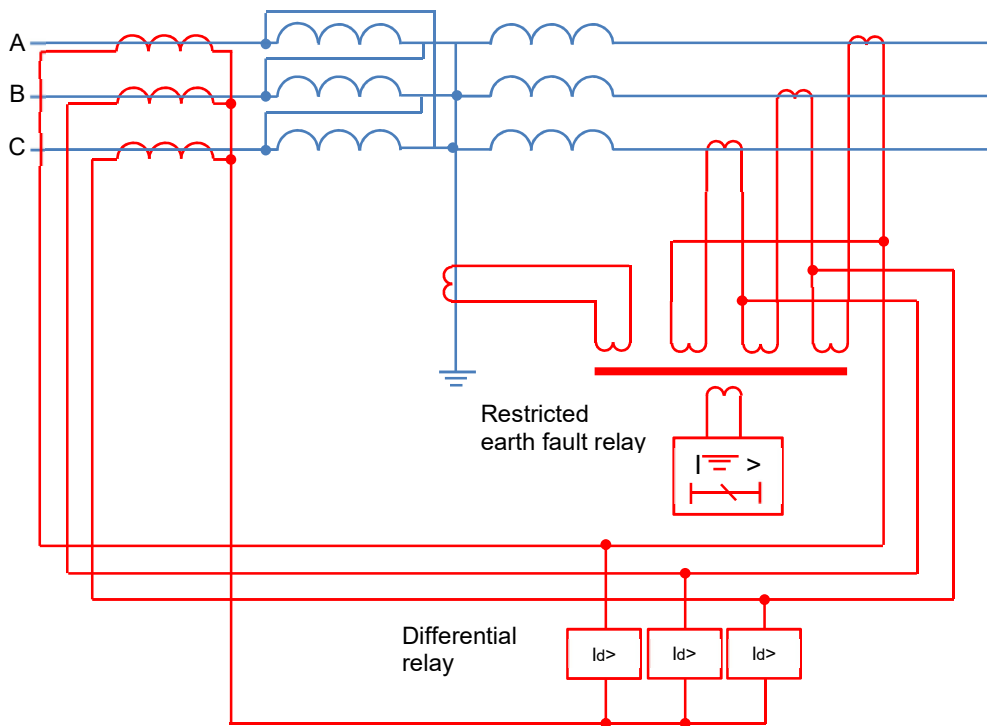 A
B
C
Restricted
earth fault relay
I >
Differential
relay
Id> Id> Id>